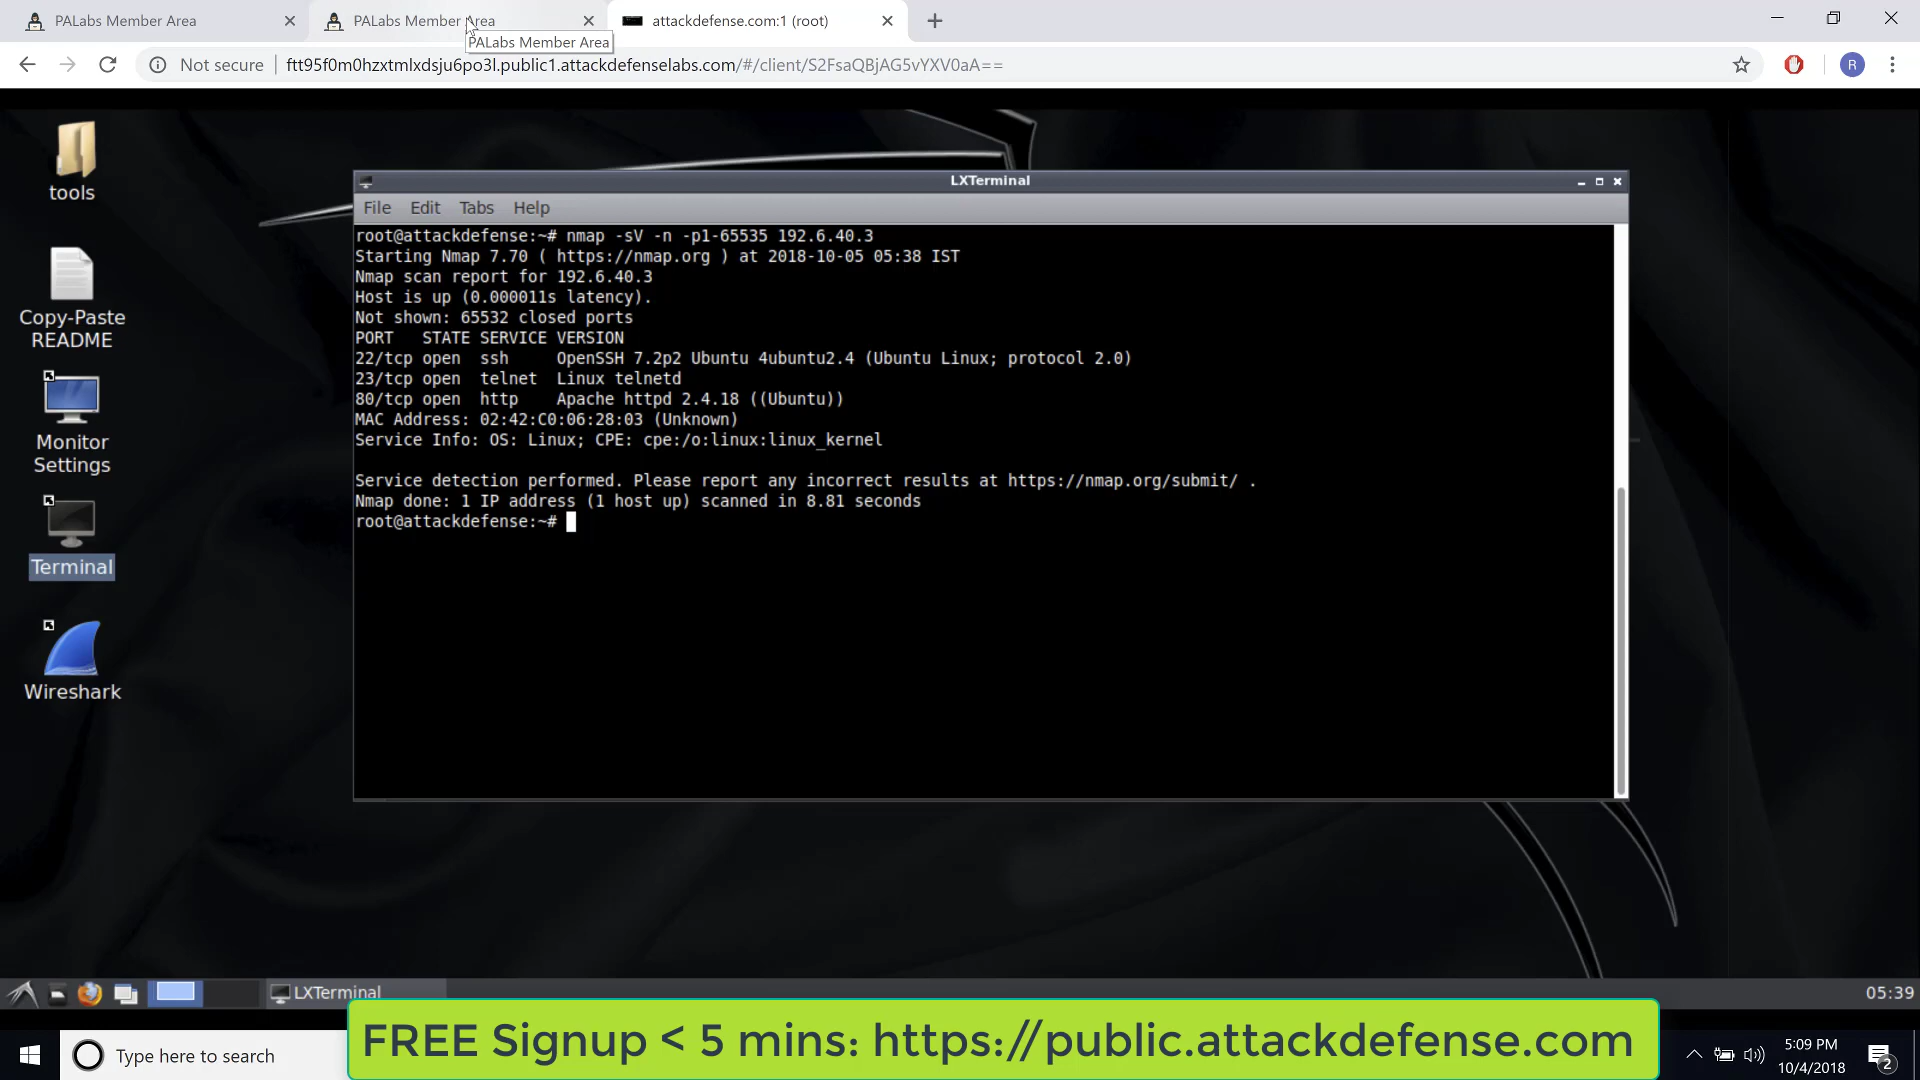 PALabs Member Area
PALabs Member Area
attackdefense.com:1 (root)
PALabs Member Area
Not secure
ftt95f0m0hzxtmlxdsju6po3l.public1.attackdefenselabs.com/#/client/S2FsaQBjAG5vYXV0aA==
R
tools
Copy-Paste
README
Monitor
Settings
Terminal
Wireshark
LXTerminal
File Edit Tabs Help
root@attackdefense:~# nmap -sV -n -p1-65535 192.6.40.3
Starting Nmap 7.70 ( https://nmap.org ) at 2018-10-05 05:38 IST
Nmap scan report for 192.6.40.3
Host is up (0.000011s latency).
Not shown: 65532 closed ports
PORT STATE SERVICE VERSION
22/tcp open ssh OpenSSH 7.2p2 Ubuntu 4ubuntu2.4 (Ubuntu Linux; protocol 2.0)
23/tcp open telnet Linux telnetd
80/tcp open http Apache httpd 2.4.18 ((Ubuntu))
MAC Address: 02:42:C0:06:28:03 (Unknown)
Service Info: OS: Linux; CPE: cpe:/o:linux:linux_kernel
Service detection performed. Please report any incorrect results at https://nmap.org/submit/ .
Nmap done: 1 IP address (1 host up) scanned in 8.81 seconds
root@attackdefense:~#
LXTerminal
05:39
FREE Signup < 5 mins: https://public.attackdefense.com
Type here to search
5:09 PM
10/4/2018
2